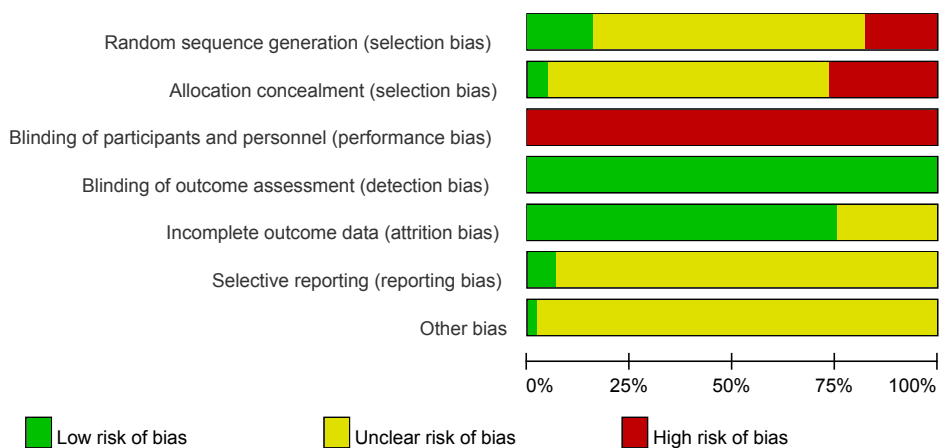 Random sequence generation (selection bias)
Allocation concealment (selection bias)
Blinding of participants and personnel (performance bias)
Blinding of outcome assessment (detection bias)
Incomplete outcome data (attrition bias)
Selective reporting (reporting bias)
Other bias
0% 25% 50% 75% 100%
Low risk of bias Unclear risk of bias High risk of bias